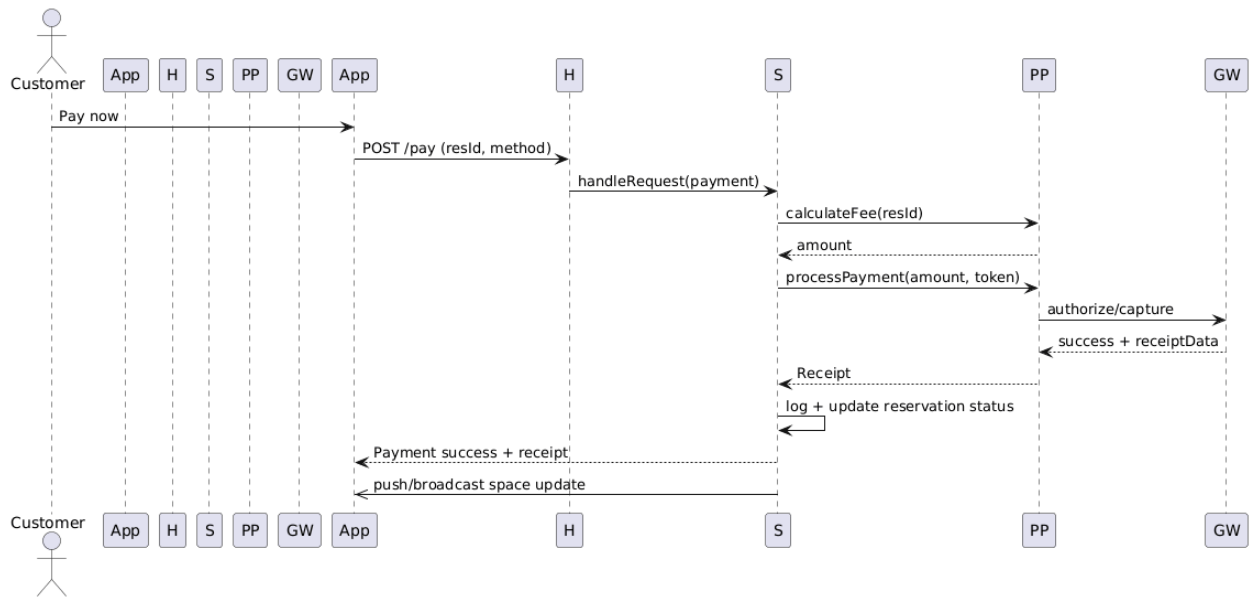 Customer
App H S PP GW App H S PP GW
Pay now
POST /pay (resId, method)
handleRequest(payment)
calculateFee(resId)
amount
processPayment(amount, token)
authorize/capture
success + receiptData
Receipt
log + update reservation status
Payment success + receipt
push/broadcast space update
Customer
App H S PP GW App H S PP GW